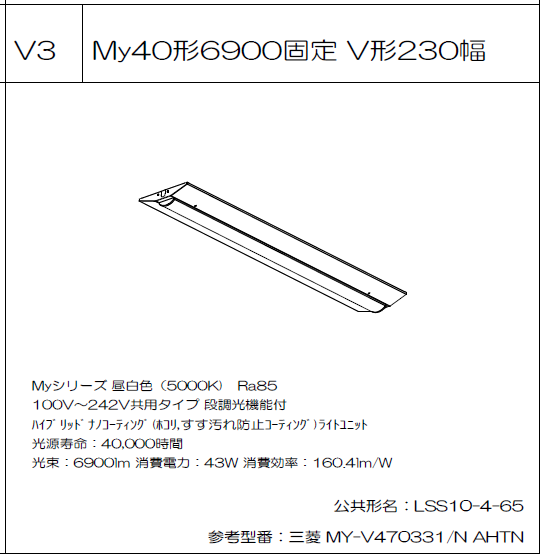 V3 My40形6900固定 V形230幅
Myシリーズ 昼白色（5000K） Ra85
100V～242V共用タイプ 段調光機能付
ﾊｲﾌﾞﾘｯﾄﾞﾅﾉｺｰﾃｨﾝｸﾞ(ﾎｺﾘ,すす汚れ防止ｺｰﾃｨﾝｸﾞ)ﾗｲﾄﾕﾆｯﾄ
光源寿命：40,000時間
光束：6900lm 消費電力：43W 消費効率：160.4lm/W
公共形名：LSS10-4-65
参考型番：三菱 MY-V470331/N AHTN